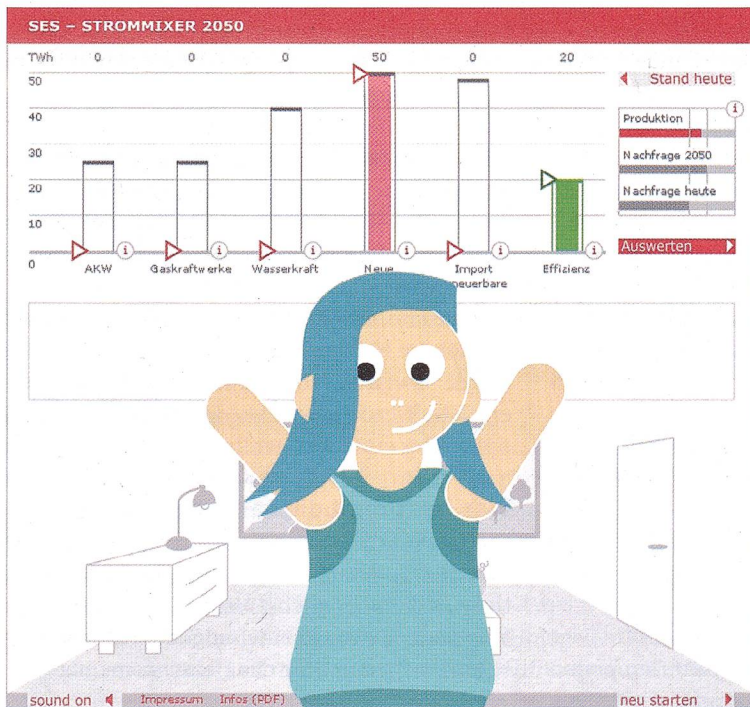 SES – STROMMIXER 2050
TWh 0 0 0 50 0 20
50
40
30
20
10
0
AKW Gaskraftwerke Wasserkraft Neue Import Effizienz
neuerbare
Stand heute
i
Produktion
Nachfrage 2050
Nachfrage heute
Auswerten
i i i i i i
sound on Impressum Infos (PDF) neu starten